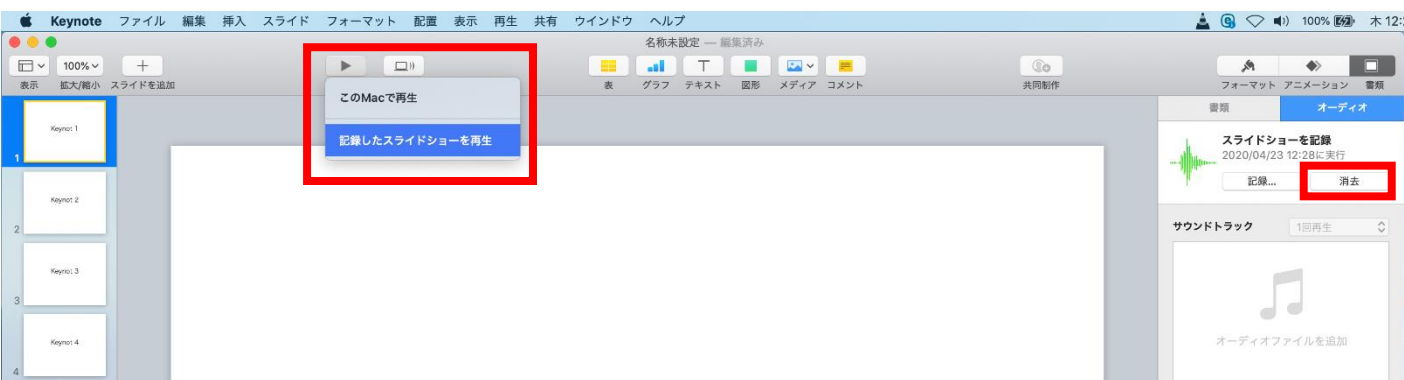 Keynote ファイル 編集 挿入 スライド フォーマット 配置 表示 再生 共有 ウインドウ ヘルプ 100% 木 12:
名称未設定 — 編集済み
100%
表示 拡大/縮小 スライドを追加 表 グラフ テキスト 図形 メディア コメント 共同制作 フォーマット アニメーション 書類
このMacで再生
記録したスライドショーを再生
Keynot 1
1
Keynot 2
2
Keynot 3
3
Keynot 4
4
書類 オーディオ
スライドショーを記録
2020/04/23 12:28に実行
記録... 消去
サウンドトラック 1回再生
オーディオファイルを追加